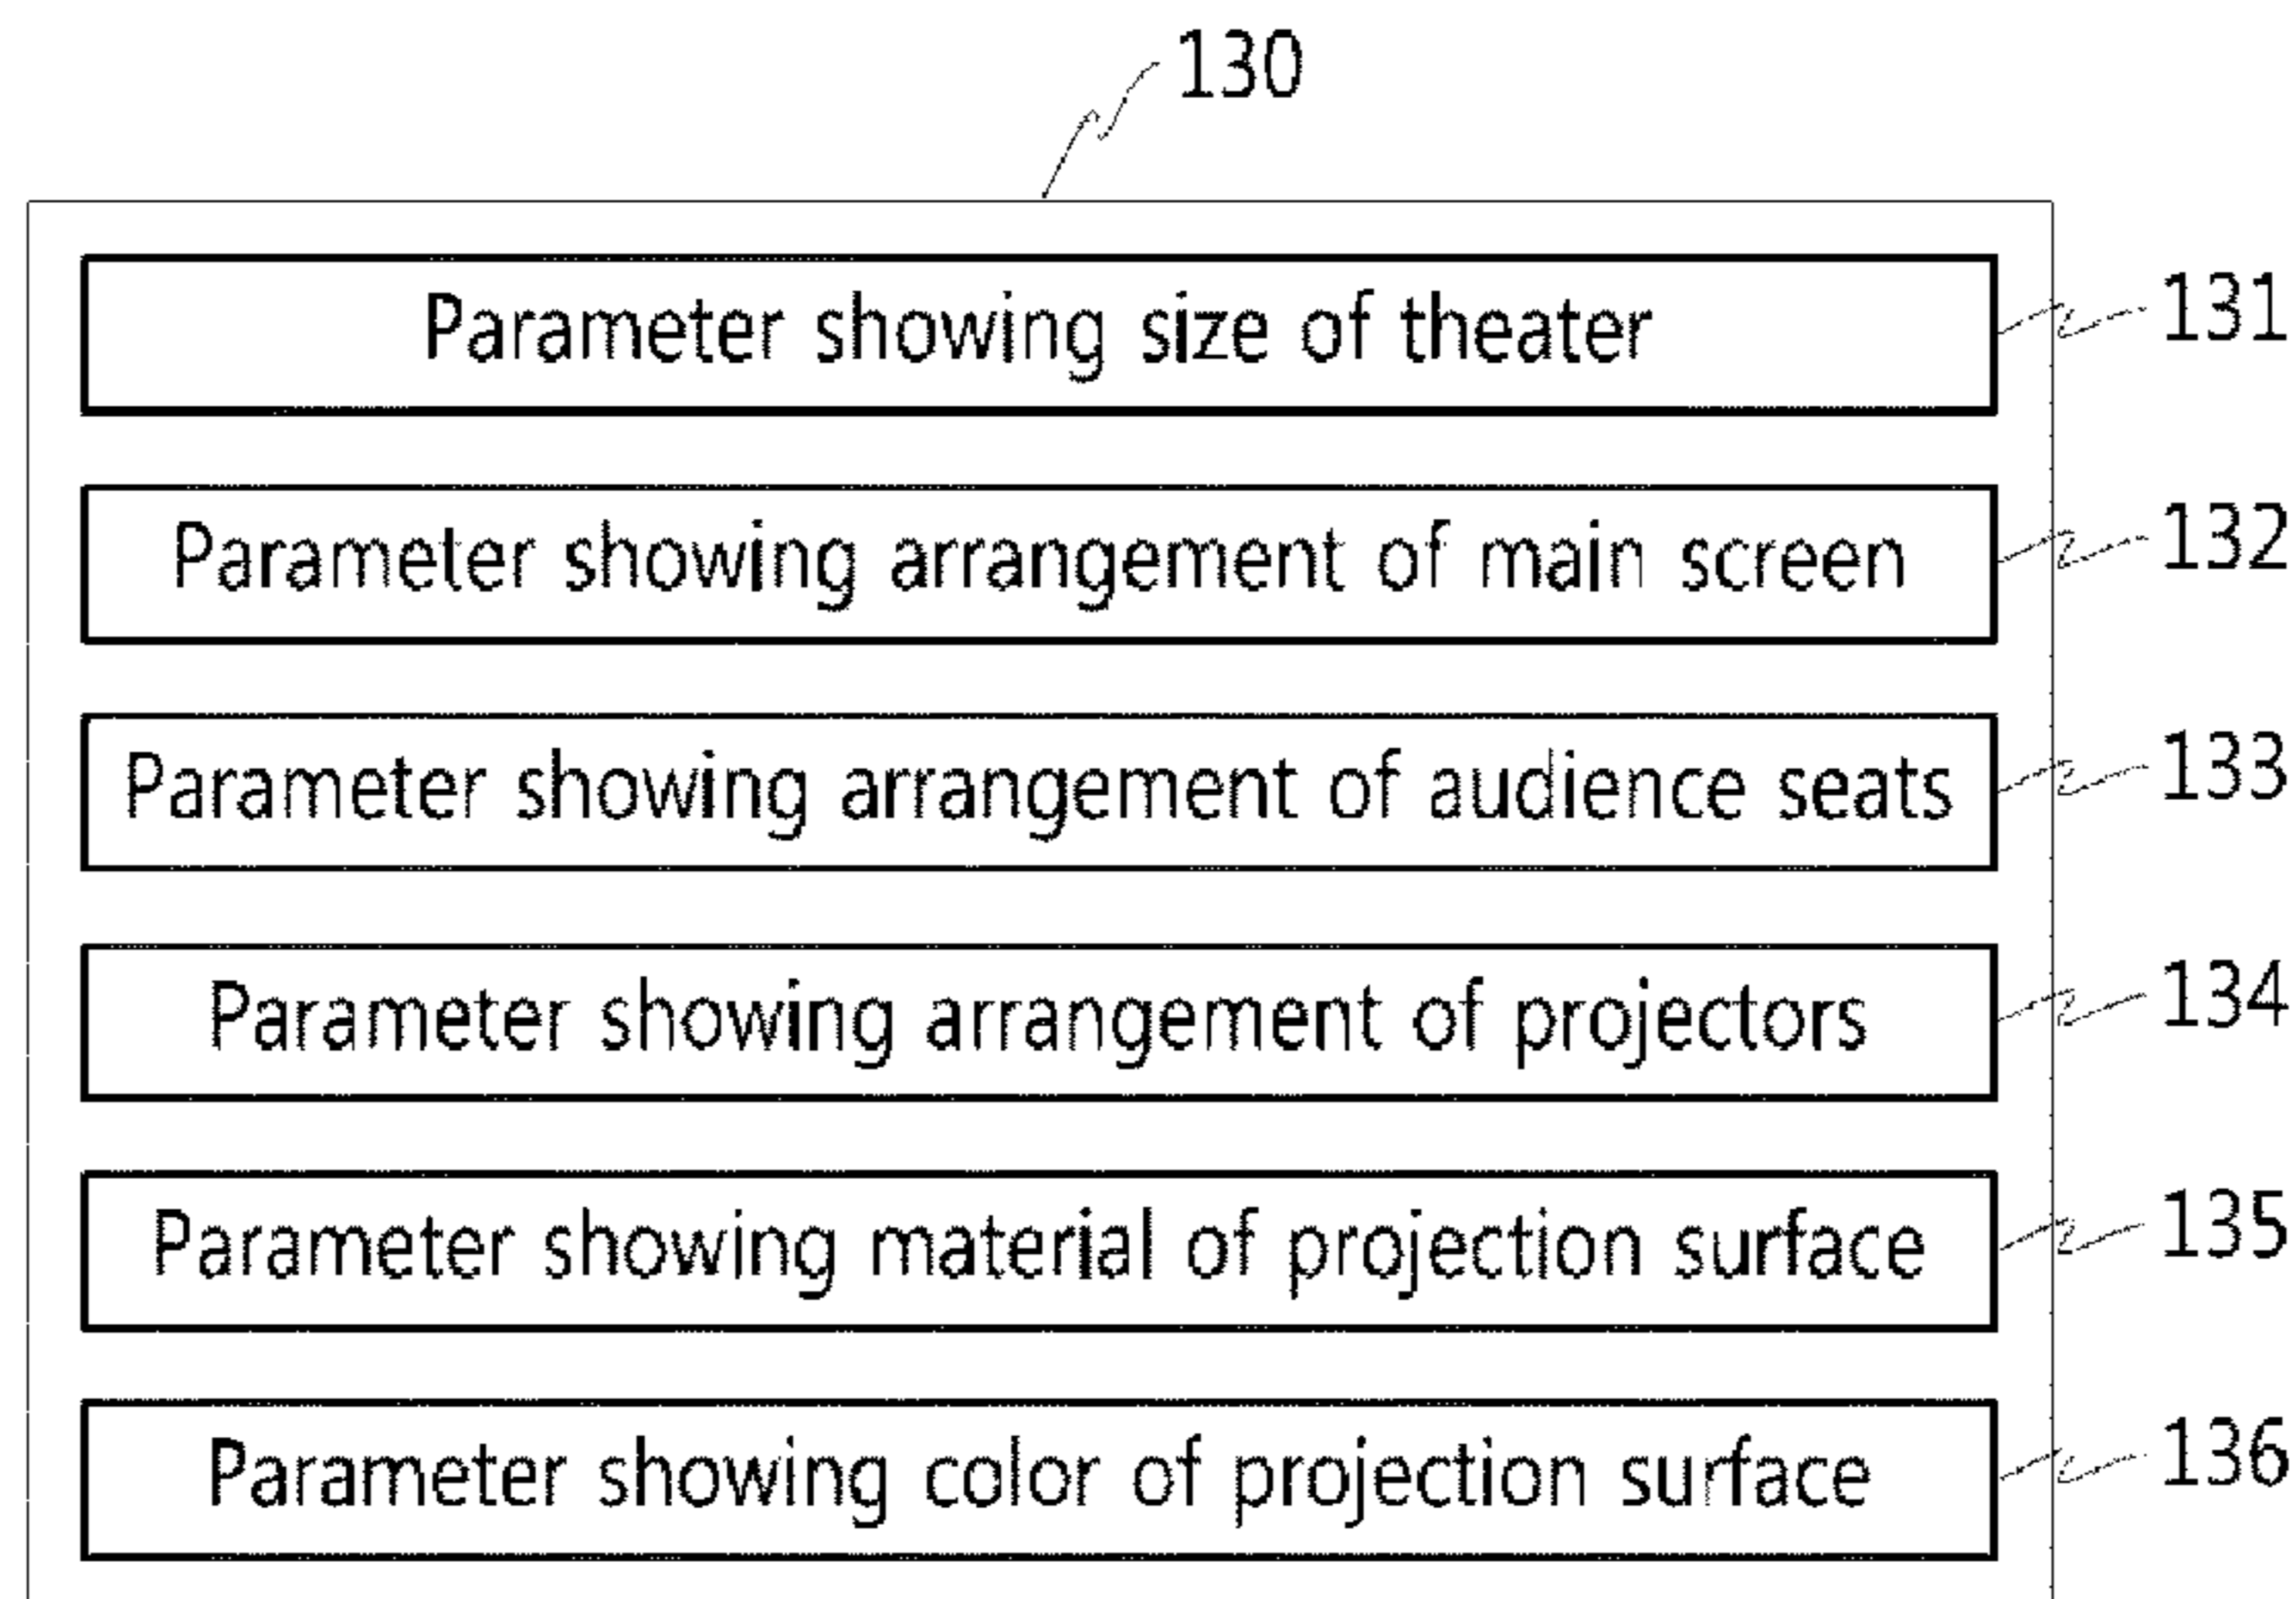 130
Parameter showing size of theater 131
Parameter showing arrangement of main screen 132
Parameter showing arrangement of audience seats 133
Parameter showing arrangement of projectors 134
Parameter showing material of projection surface 135
Parameter showing color of projection surface 136